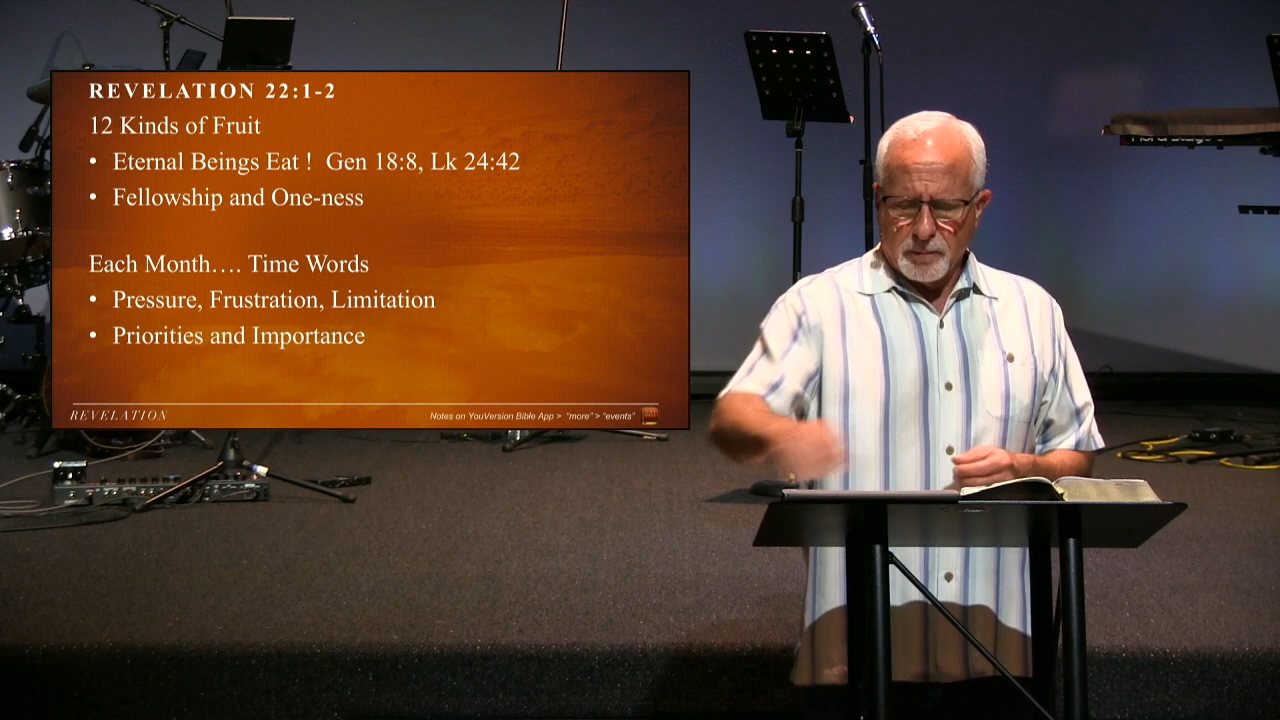 REVELATION 22:1-2
12 Kinds of Fruit
• Eternal Beings Eat ! Gen 18:8, Lk 24:42
• Fellowship and One-ness
Each Month…. Time Words
• Pressure, Frustration, Limitation
• Priorities and Importance
REVELATION
Notes on YouVersion Bible App > "more" > "events"